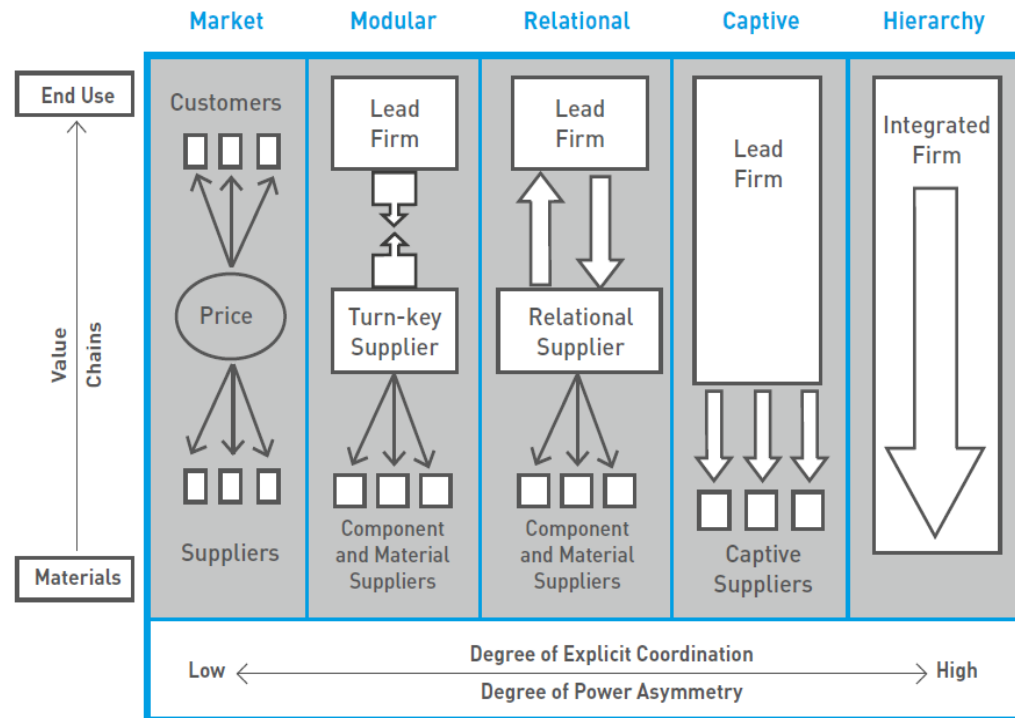 Market
Modular
Relational
Captive
Hierarchy
End Use
Value
Chains
Materials
Customers
Price
Suppliers
Lead
Firm
Turn-key
Supplier
Component
and Material
Suppliers
Lead
Firm
Relational
Supplier
Component
and Material
Suppliers
Lead
Firm
Captive
Suppliers
Integrated
Firm
Degree of Explicit Coordination
Low
High
Degree of Power Asymmetry